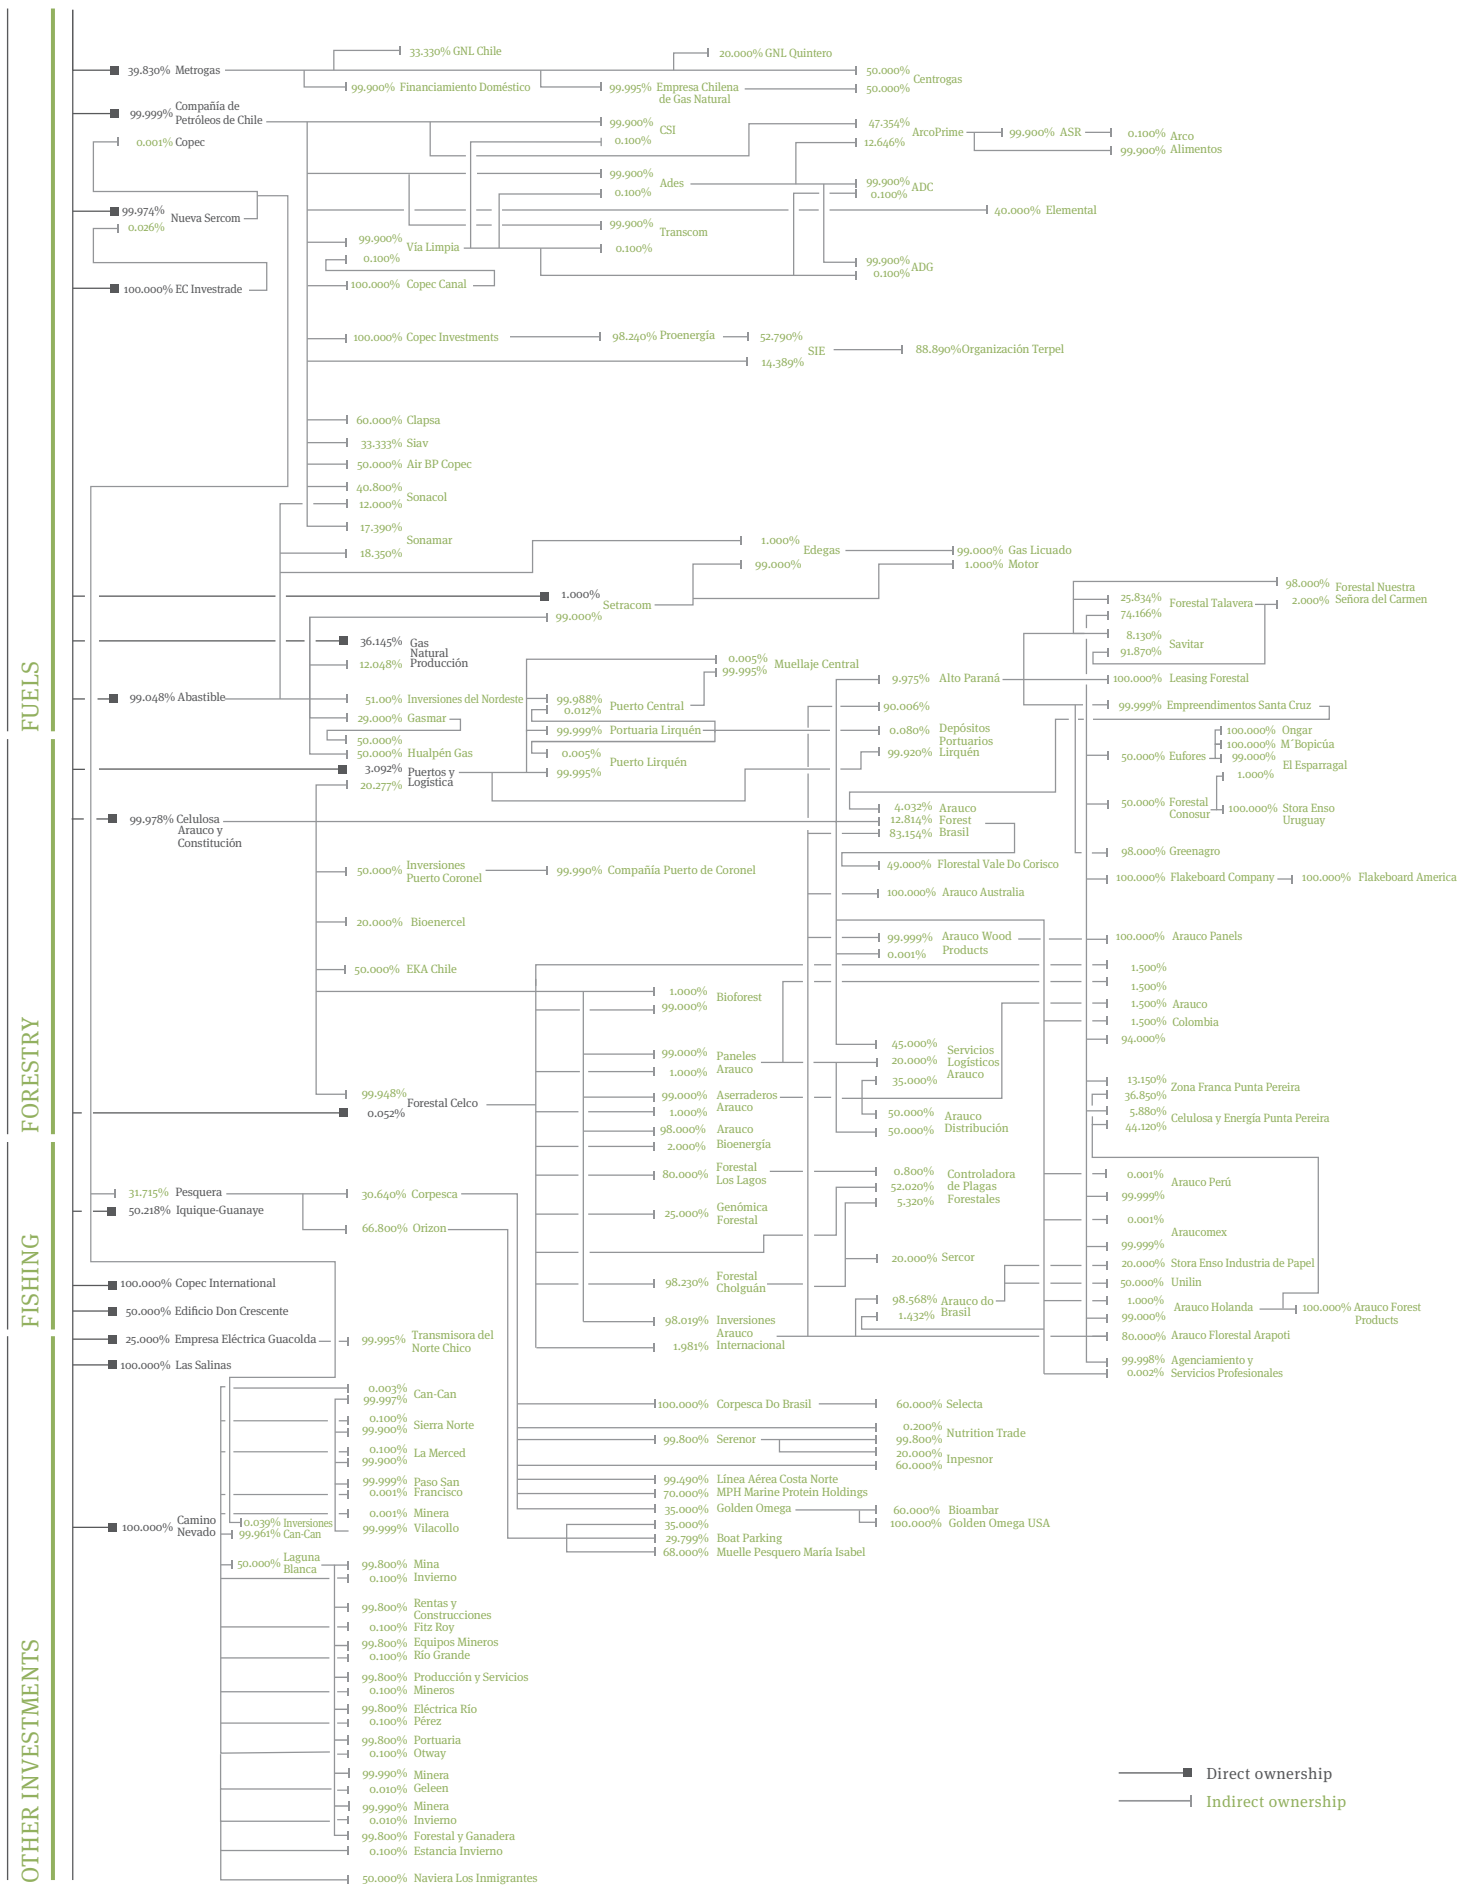 FUELS
FORESTRY
FISHING
OTHER INVESTMENTS
33.330% GNL Chile
20.000% GNL Quintero
39.830% Metrogas
50.000%
Centrogas
50.000%
99.900% Financiamiento Doméstico
99.995% Empresa Chilena
de Gas Natural
99.999% Compañía de
Petróleos de Chile
99.900%
CSI
0.100%
47.354%
12.646%
ArcoPrime
99.900% ASR
0.100% Arco
99.900% Alimentos
0.001% Copec
99.900%
Ades
0.100%
99.900%
ADC
0.100%
99.974%
Nueva Sercom
0.026%
40.000% Elemental
99.900%
Transcom
0.100%
99.900%
Vía Limpia
0.100%
99.900%
ADG
0.100%
100.000% EC Investrade
100.000% Copec Canal
100.000% Copec Investments
98.240% Proenergía
52.790%
SIE
14.389%
88.890% Organización Terpel
60.000% Clapsa
33.333% Siav
50.000% Air BP Copec
40.800%
Sonacol
12.000%
17.390%
Sonamar
18.350%
1.000%
Edegas
99.000%
99.000% Gas Licuado
1.000% Motor
1.000%
Setracom
99.000%
98.000% Forestal Nuestra
2.000% Señora del Carmen
25.834%
Forestal Talavera
74.166%
8.130%
Savitar
91.870%
36.145% Gas
Natural
12.048% Producción
0.005%
Muellaje Central
99.995%
9.975% Alto Paraná
90.006%
100.000% Leasing Forestal
99.048% Abastible
51.00% Inversiones del Nordeste
99.988%
Puerto Central
0.012%
99.999% Empreendimentos Santa Cruz
29.000% Gasmar
50.000%
50.000% Hualpén Gas
99.999% Portuaria Lirquén
0.080% Depósitos
Portuarios
99.920% Lirquén
0.005%
Puerto Lirquén
99.995%
100.000% Ongar
100.000% M´Bopicúa
50.000% Eufores
99.000%
El Esparragal
1.000%
3.092% Puertos y
20.277% Logística
50.000% Forestal
Conosur
100.000% Stora Enso
Uruguay
99.978% Celulosa
Arauco y
Constitución
4.032% Arauco
12.814% Forest
83.154% Brasil
98.000% Greenagro
50.000% Inversiones
Puerto Coronel
99.990% Compañía Puerto de Coronel
49.000% Florestal Vale Do Corisco
100.000% Flakeboard Company
100.000% Flakeboard America
100.000% Arauco Australia
20.000% Bioenercel
99.999% Arauco Wood
0.001% Products
100.000% Arauco Panels
50.000% EKA Chile
1.500%
1.500%
1.500% Arauco
1.500% Colombia
94.000%
1.000%
Bioforest
99.000%
45.000% Servicios
20.000% Logísticos
35.000% Arauco
99.000% Paneles
1.000% Arauco
13.150%
Zona Franca Punta Pereira
36.850%
5.880%
Celulosa y Energía Punta Pereira
44.120%
99.948%
Forestal Celco
0.052%
99.000% Aserraderos
1.000% Arauco
50.000% Arauco
50.000% Distribución
98.000% Arauco
2.000% Bioenergía
80.000% Forestal
Los Lagos
0.800% Controladora
52.020% de Plagas
5.320% Forestales
0.001%
Arauco Perú
99.999%
31.715% Pesquera
50.218% Iquique-Guanaye
30.640% Corpesca
66.800% Orizon
25.000% Genómica
Forestal
0.001%
Araucomex
99.999%
20.000% Sercor
20.000% Stora Enso Industria de Papel
50.000% Unilin
98.230% Forestal
Cholguán
98.568% Arauco do
1.432% Brasil
1.000%
Arauco Holanda
99.000%
100.000% Arauco Forest
Products
100.000% Copec International
50.000% Edificio Don Crescente
25.000% Empresa Eléctrica Guacolda
99.995% Transmisora del
Norte Chico
98.019% Inversiones
Arauco
1.981% Internacional
80.000% Arauco Florestal Arapoti
99.998% Agenciamiento y
0.002% Servicios Profesionales
100.000% Las Salinas
0.003%
Can-Can
99.997%
100.000% Corpesca Do Brasil
60.000% Selecta
0.100%
Sierra Norte
99.900%
99.800% Serenor
0.200%
Nutrition Trade
99.800%
20.000%
Inpesnor
60.000%
0.100%
La Merced
99.900%
99.999% Paso San
0.001% Francisco
99.490% Línea Aérea Costa Norte
70.000% MPH Marine Protein Holdings
35.000% Golden Omega
35.000%
60.000% Bioambar
100.000% Golden Omega USA
29.799% Boat Parking
68.000% Muelle Pesquero María Isabel
100.000% Camino
Nevado
0.001% Minera
99.999% Vilacollo
0.039% Inversiones
99.961% Can-Can
50.000% Laguna
Blanca
99.800% Mina
0.100% Invierno
99.800% Rentas y
Construcciones
0.100% Fitz Roy
99.800% Equipos Mineros
0.100% Río Grande
99.800% Producción y Servicios
0.100% Mineros
99.800% Eléctrica Río
0.100% Pérez
99.800% Portuaria
0.100% Otway
99.990% Minera
0.010% Geleen
99.990% Minera
0.010% Invierno
99.800% Forestal y Ganadera
0.100% Estancia Invierno
50.000% Naviera Los Inmigrantes
Direct ownership
Indirect ownership